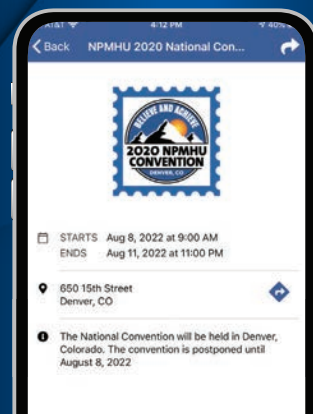 AT&T 4:12 PM 40%
Back NPMHU 2020 National Con...
BELIEVE AND ACHIEVE
2020 NPMHU
CONVENTION
DENVER, CO
STARTS Aug 8, 2022 at 9:00 AM
ENDS Aug 11, 2022 at 11:00 PM
650 15th Street
Denver, CO
The National Convention will be held in Denver,
Colorado. The convention is postponed until
August 8, 2022